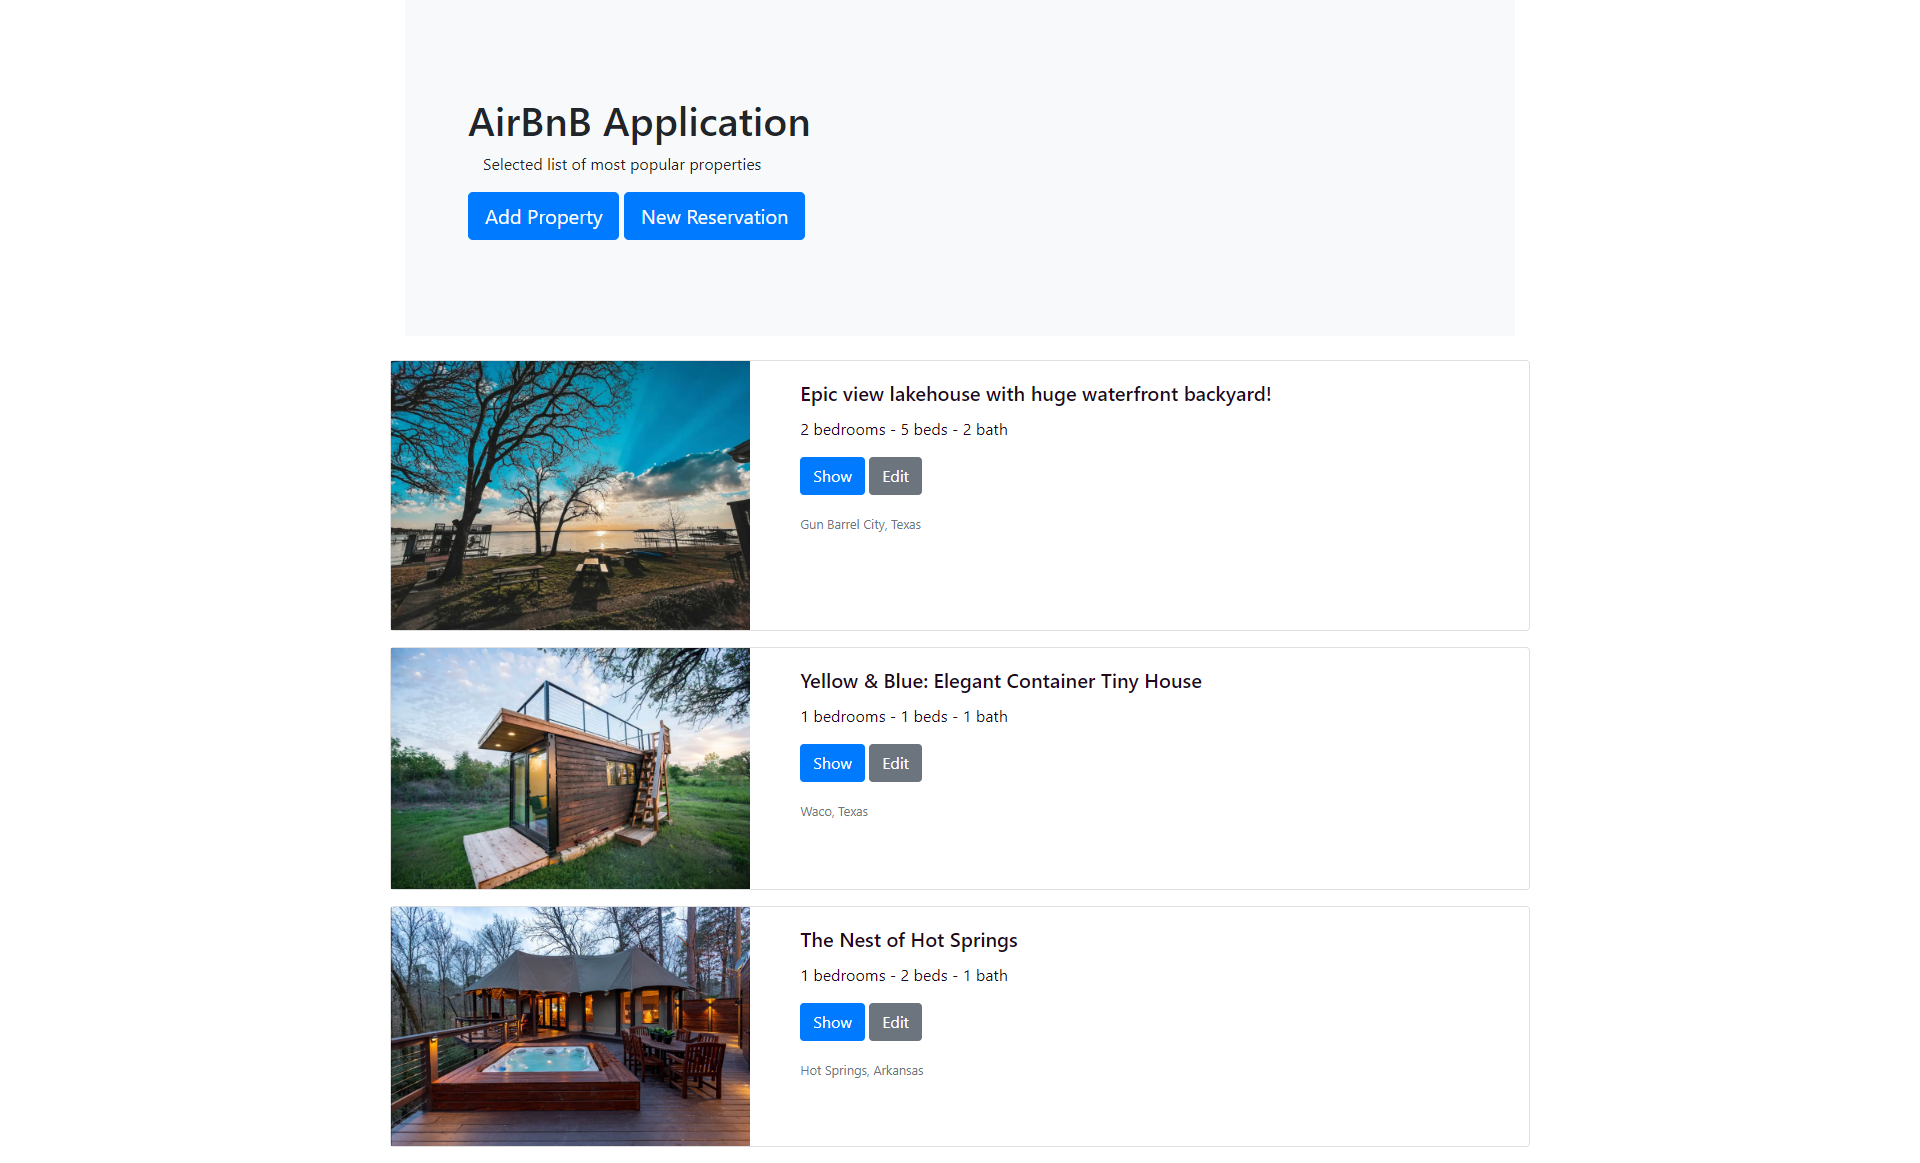 AirBnB Application
Selected list of most popular properties
Add Property New Reservation
Epic view lakehouse with huge waterfront backyard!
2 bedrooms - 5 beds - 2 bath
Show Edit
Gun Barrel City, Texas
Yellow & Blue: Elegant Container Tiny House
1 bedrooms - 1 beds - 1 bath
Show Edit
Waco, Texas
The Nest of Hot Springs
1 bedrooms - 2 beds - 1 bath
Show Edit
Hot Springs, Arkansas